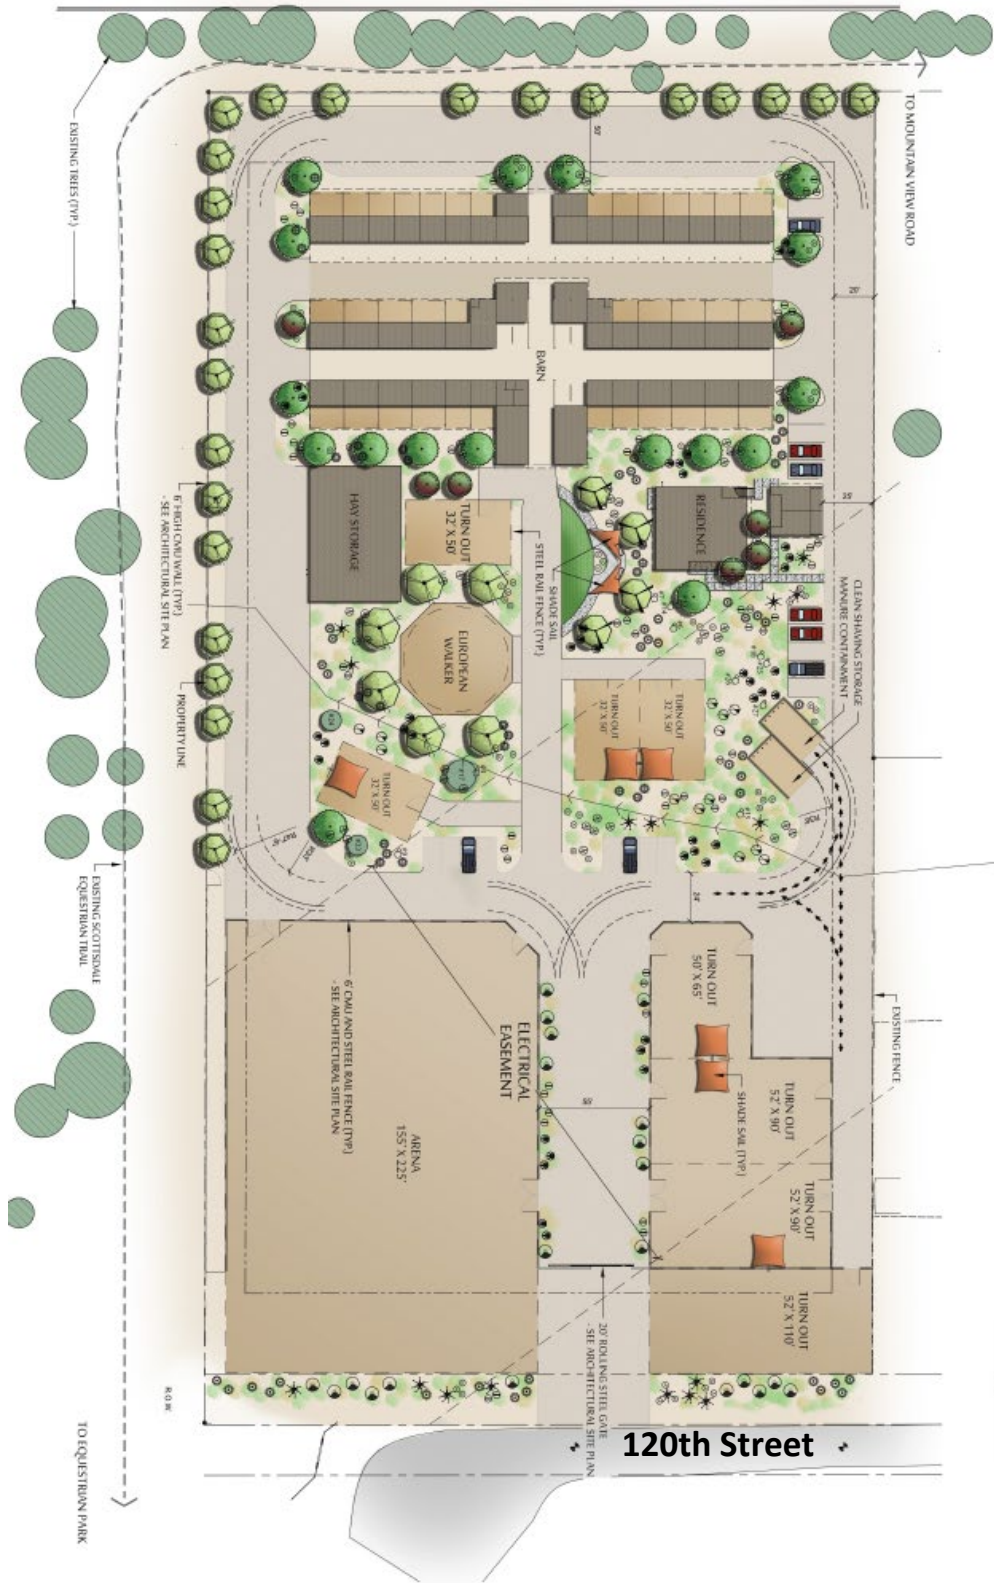 TO MOUNTAIN VIEW ROAD
EXISTING TREES (TYP.)
50'
20'
BARN
HAY STORAGE
TURN OUT
32' X 50'
STEEL RAIL FENCE (TYP.)
SHADE SAIL
RESIDENCE
35'
CLEAN SHAVING STORAGE
MANURE CONTAINMENT
6' HIGH CMU WALL (TYP.)
- SEE ARCHITECTURAL SITE PLAN
PROPERTY LINE
EUROPEAN
WALKER
TURN OUT
32' X 50'
TURN OUT
32' X 50'
TURN OUT
32' X 50'
24'
EXISTING SCOTTSDALE
EQUESTRIAN TRAIL
6' CMU AND STEEL RAIL FENCE (TYP.)
- SEE ARCHITECTURAL SITE PLAN
ELECTRICAL
EASEMENT
TURN OUT
50' X 65'
EXISTING FENCE
SHADE SAIL (TYP.)
TURN OUT
52' X 90'
ARENA
155' X 225'
TURN OUT
52' X 90'
TURN OUT
52' X 110'
20' ROLLING STEEL GATE
- SEE ARCHITECTURAL SITE PLAN
R.O.W.
TO EQUESTRIAN PARK
120th Street